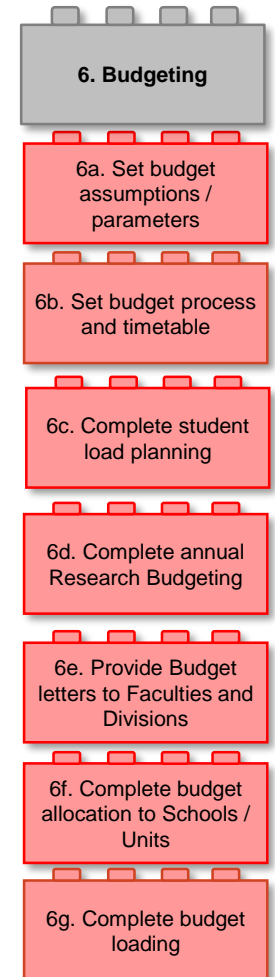 6. Budgeting
6a. Set budget
assumptions /
parameters
6b. Set budget process
and timetable
6c. Complete student
load planning
6d. Complete annual
Research Budgeting
6e. Provide Budget
letters to Faculties and
Divisions
6f. Complete budget
allocation to Schools /
Units
6g. Complete budget
loading